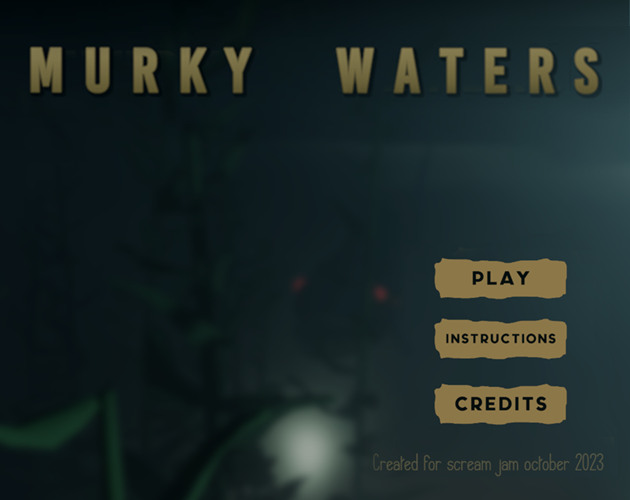 MURKY WATERS
PLAY
INSTRUCTIONS
CREDITS
Created for scream jam october 2023